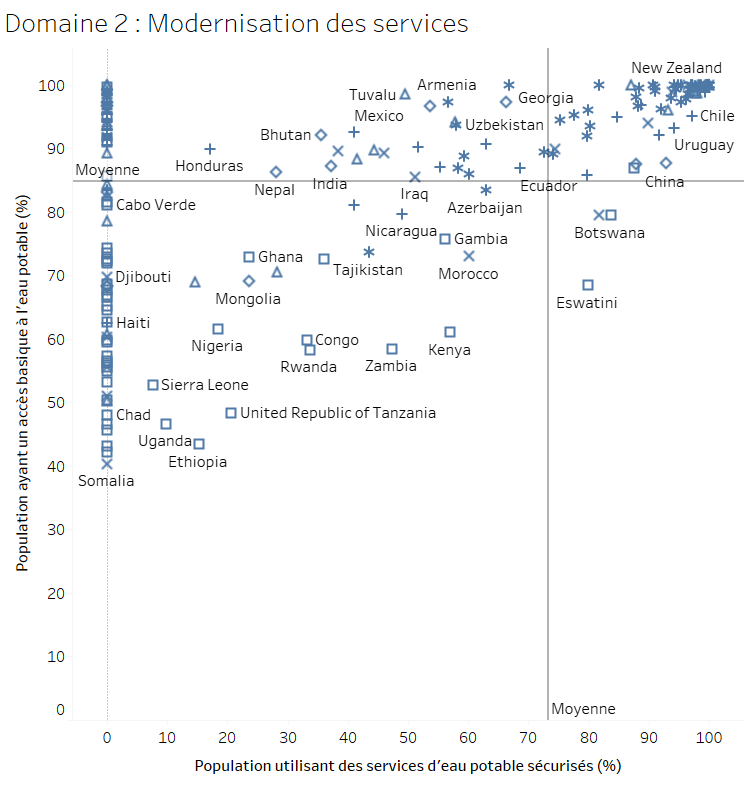 Domaine 2 : Modernisation des services
New Zealand
100
Armenia
Tuvalu
Georgia
Mexico
Chile
Uzbekistan
Bhutan
90
Uruguay
Honduras
Moyenne
Ecuador
China
India
Nepal
Iraq
Cabo Verde
Azerbaijan
80
Nicaragua
Botswana
Gambia
Ghana
Tajikistan
Morocco
Djibouti
70
Mongolia
Eswatini
Haiti
60
Congo
Nigeria
Kenya
Rwanda
Zambia
Sierra Leone
50
Chad
United Republic of Tanzania
Uganda
Ethiopia
40
Somalia
30
20
10
0
Moyenne
0 10 20 30 40 50 60 70 80 90 100
Population utilisant des services d'eau potable sécurisés (%)
Population ayant un accès basique à l'eau potable (%)